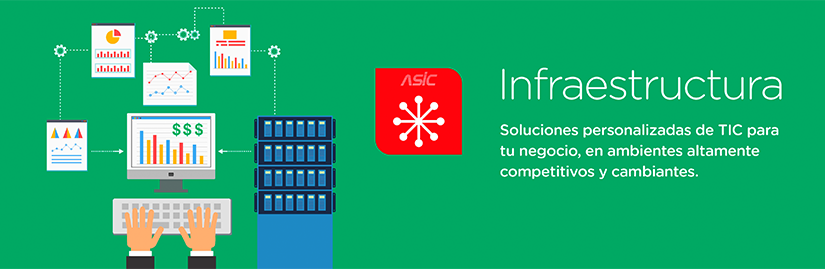 $$$
ASIC
Infraestructura
Soluciones personalizadas de TIC para
tu negocio, en ambientes altamente
competitivos y cambiantes.